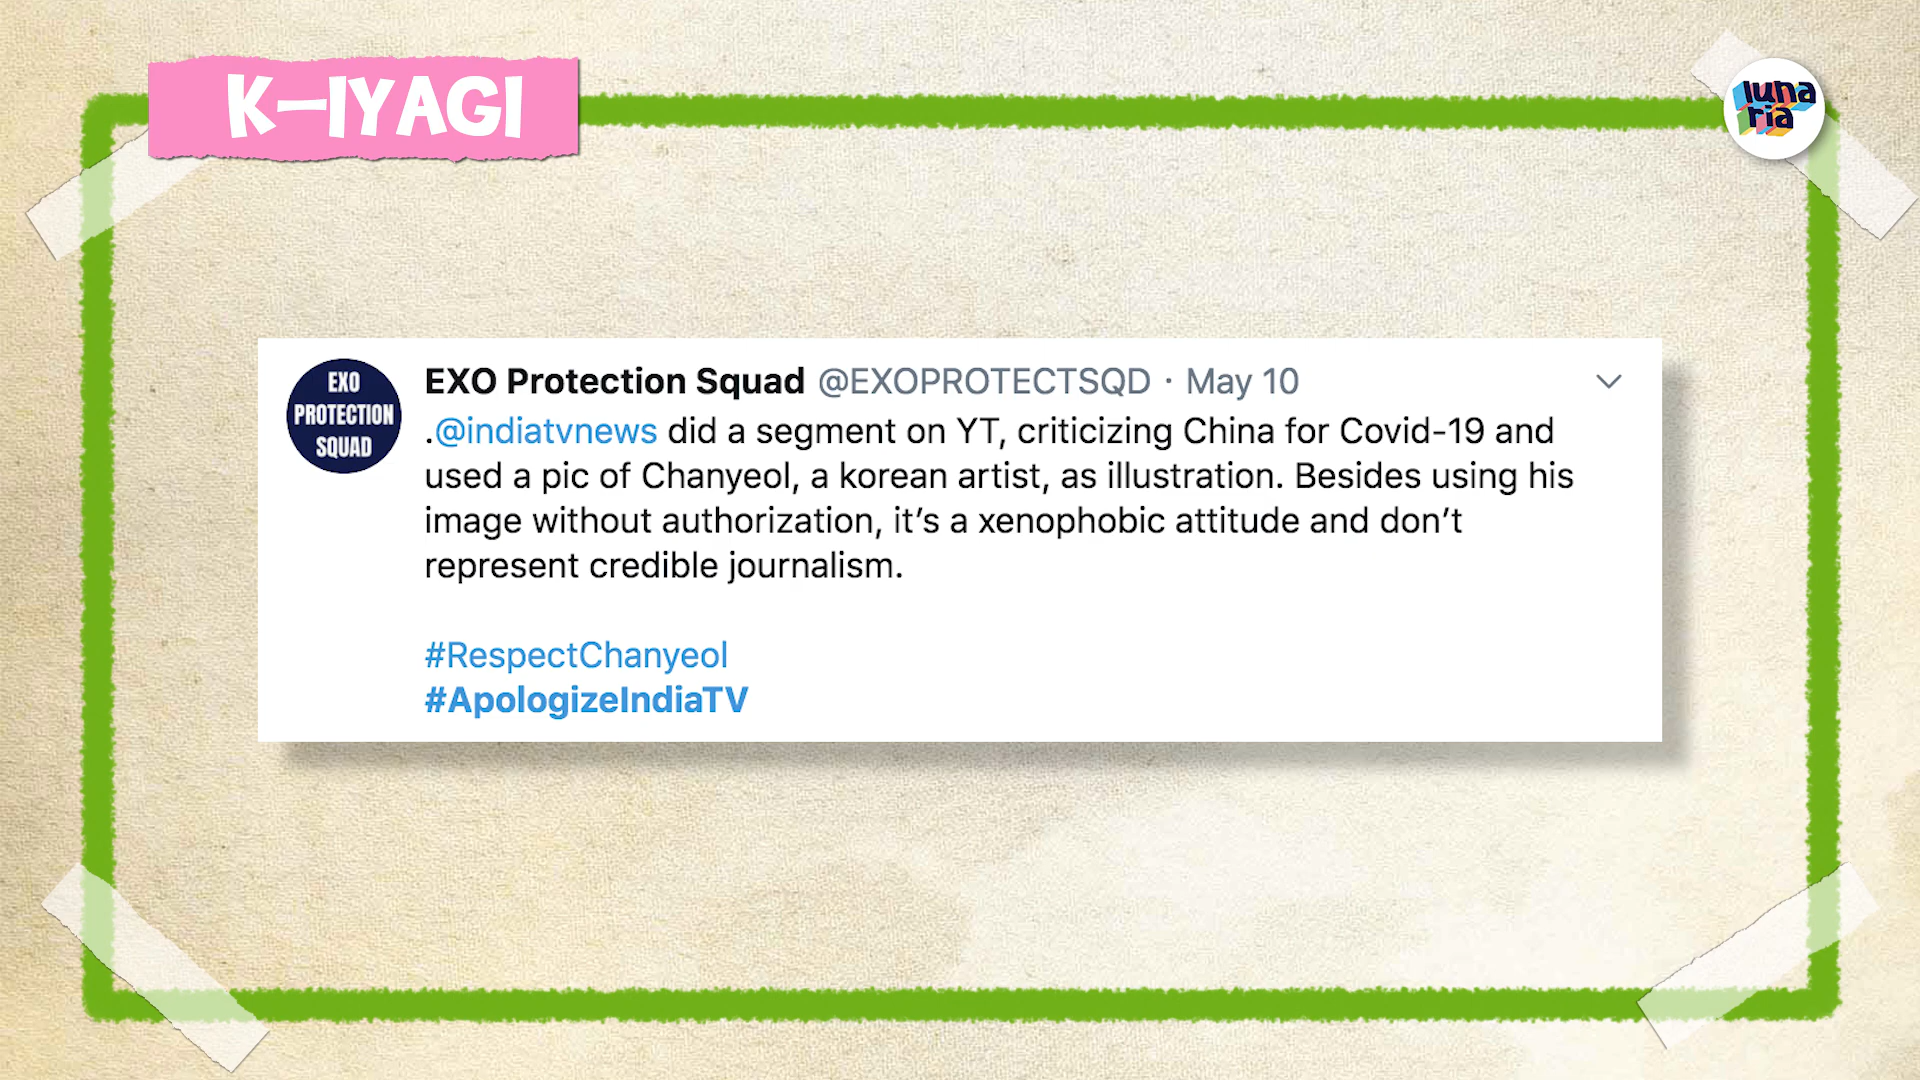 K-IYAGI
luna
ria
EXO
PROTECTION
SQUAD
EXO Protection Squad @EXOPROTECTSQD · May 10
.@indiatvnews did a segment on YT, criticizing China for Covid-19 and
used a pic of Chanyeol, a korean artist, as illustration. Besides using his
image without authorization, it’s a xenophobic attitude and don’t
represent credible journalism.
#RespectChanyeol
#ApologizeIndiaTV